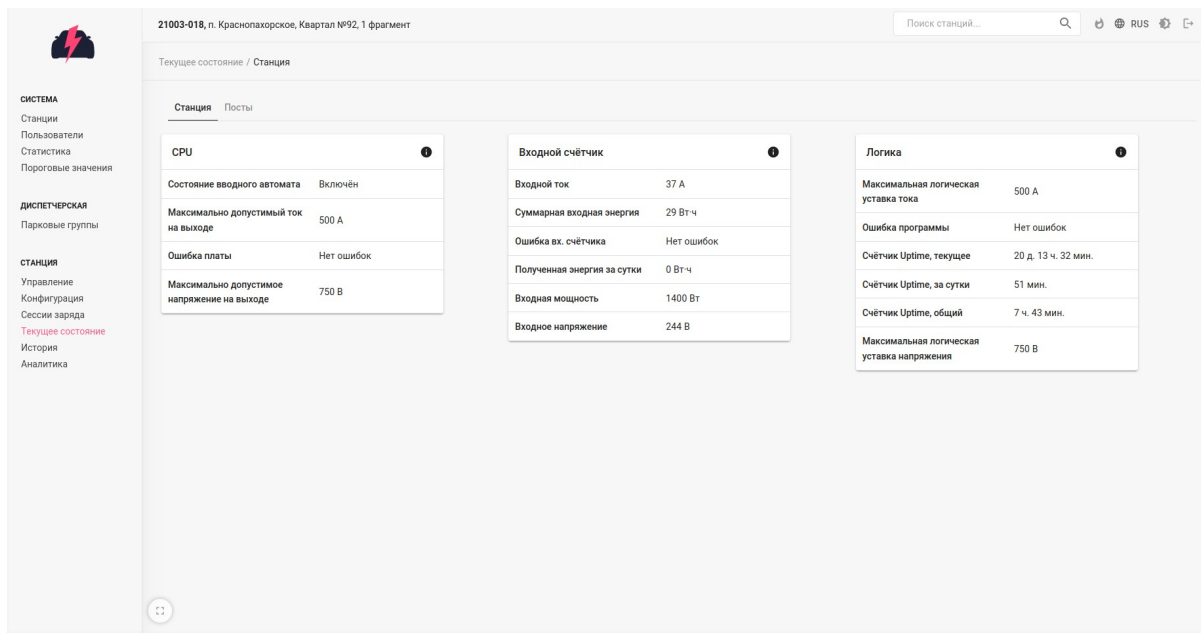 21003-018, п. Краснопахорское, Квартал №92, 1 фрагмент
Поиск станций...
RUS
Текущее состояние / Станция
СИСТЕМА
Станции
Пользователи
Статистика
Пороговые значения
ДИСПЕТЧЕРСКАЯ
Парковые группы
СТАНЦИЯ
Управление
Конфигурация
Сессии заряда
Текущее состояние
История
Аналитика
Станция Посты
CPU
Состояние вводного автомата Включён
Максимально допустимый ток
на выходе
500 А
Ошибка платы Нет ошибок
Максимально допустимое
напряжение на выходе
750 В
Входной счётчик
Входной ток 37 А
Суммарная входная энергия 29 Вт·ч
Ошибка вх. счётчика Нет ошибок
Полученная энергия за сутки 0 Вт·ч
Входная мощность 1400 Вт
Входное напряжение 244 В
Логика
Максимальная логическая
уставка тока
500 А
Ошибка программы Нет ошибок
Счётчик Uptime, текущее 20 д. 13 ч. 32 мин.
Счётчик Uptime, за сутки 51 мин.
Счётчик Uptime, общий 7 ч. 43 мин.
Максимальная логическая
уставка напряжения
750 В